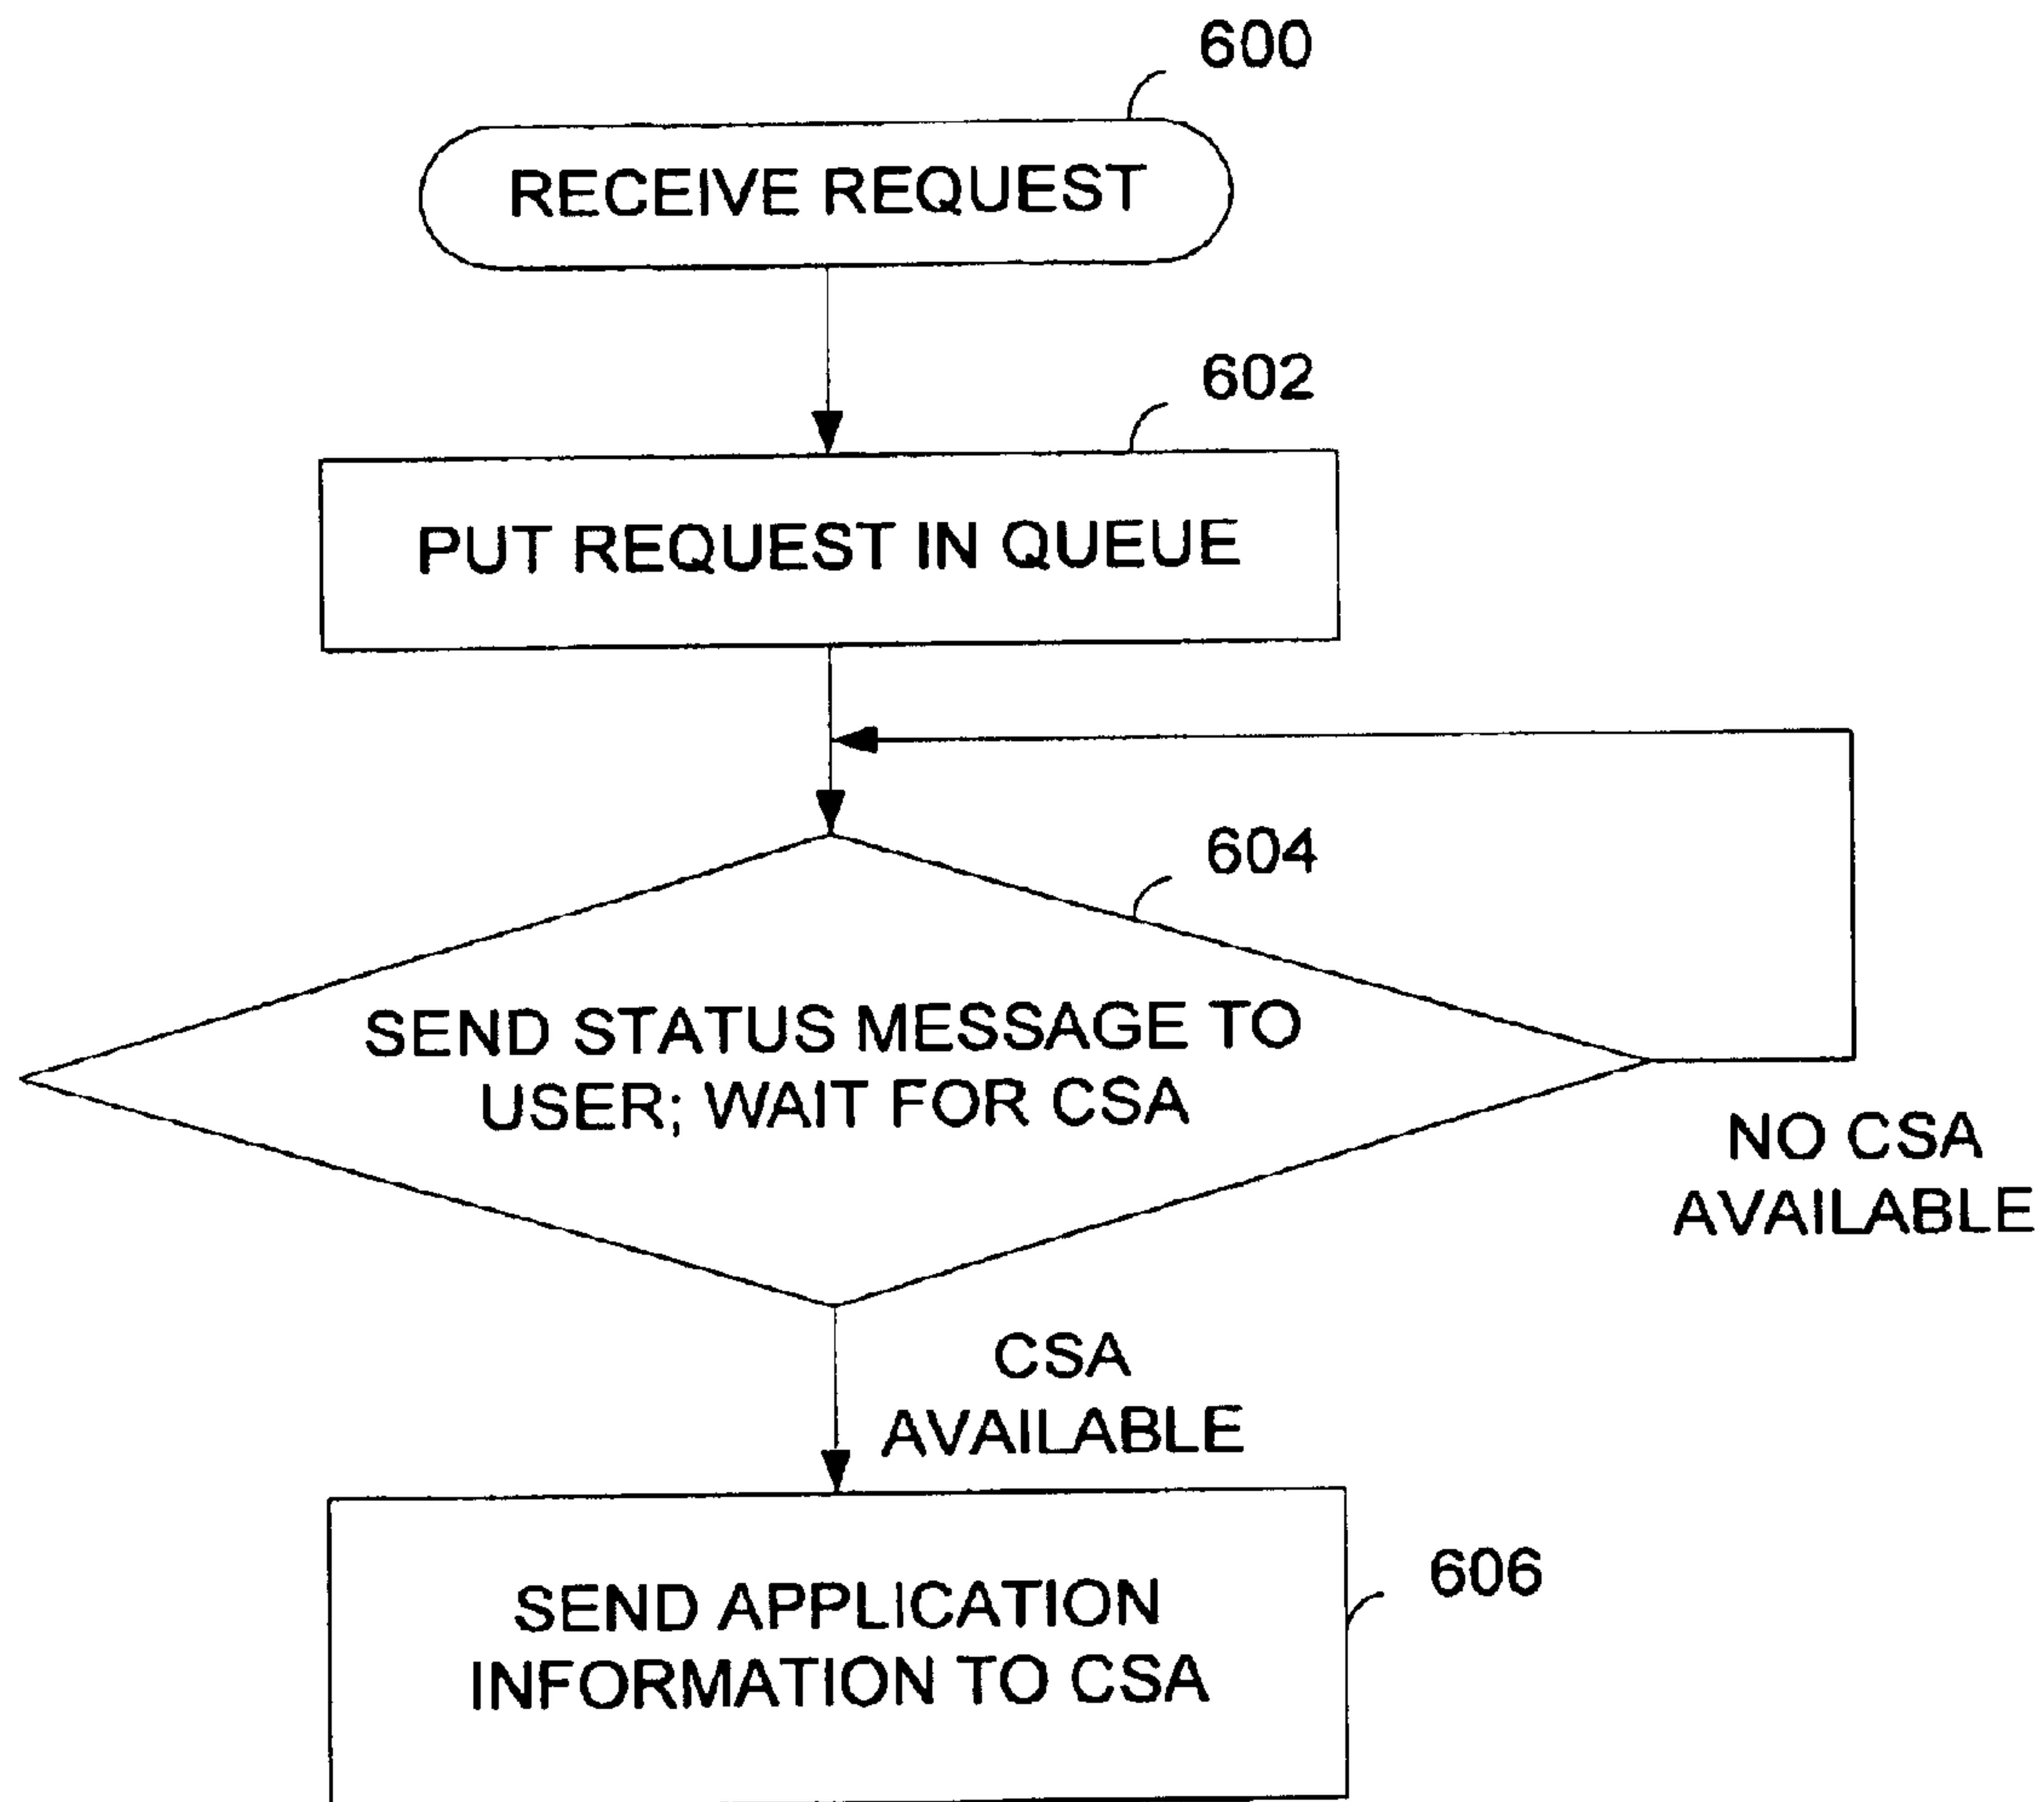 600
RECEIVE REQUEST
602
PUT REQUEST IN QUEUE
604
SEND STATUS MESSAGE TO
USER; WAIT FOR CSA
NO CSA
AVAILABLE
CSA
AVAILABLE
606
SEND APPLICATION
INFORMATION TO CSA